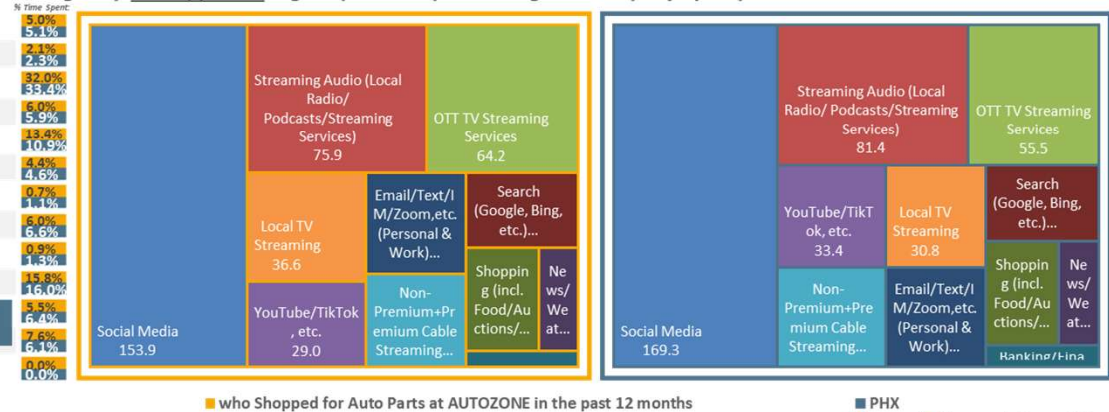 % Time Spent:
5.0%
5.1%
2.1%
2.3%
32.0%
33.4%
6.0%
5.9%
13.4%
10.9%
4.4%
4.6%
0.7%
1.1%
6.0%
6.6%
0.9%
1.3%
15.8%
16.0%
5.5%
6.4%
7.6%
6.1%
0.0%
0.0%
Social Media
153.9
Streaming Audio (Local
Radio/
Podcasts/Streaming
Services)
75.9
OTT TV Streaming
Services
64.2
Local TV
Streaming
36.6
YouTube/TikTok
, etc.
29.0
Email/Text/I
M/Zoom,etc.
(Personal &
Work)...
Non-
Premium+Pr
emium Cable
Streaming...
Search
(Google, Bing,
etc.)...
Shoppin
g (incl.
Food/Au
ctions/...
Ne
ws/
We
at...
Social Media
169.3
Streaming Audio (Local
Radio/ Podcasts/Streaming
Services)
81.4
OTT TV Streaming
Services
55.5
YouTube/TikT
ok, etc.
33.4
Local TV
Streaming
30.8
Non-
Premium+Pre
mium Cable
Streaming...
Email/Text/I
M/Zoom,etc.
(Personal &
Work)...
Search
(Google, Bing,
etc.)...
Shoppin
g (incl.
Food/Au
ctions/...
Ne
ws/
We
at...
Banking/Fina
who Shopped for Auto Parts at AUTOZONE in the past 12 months
PHX